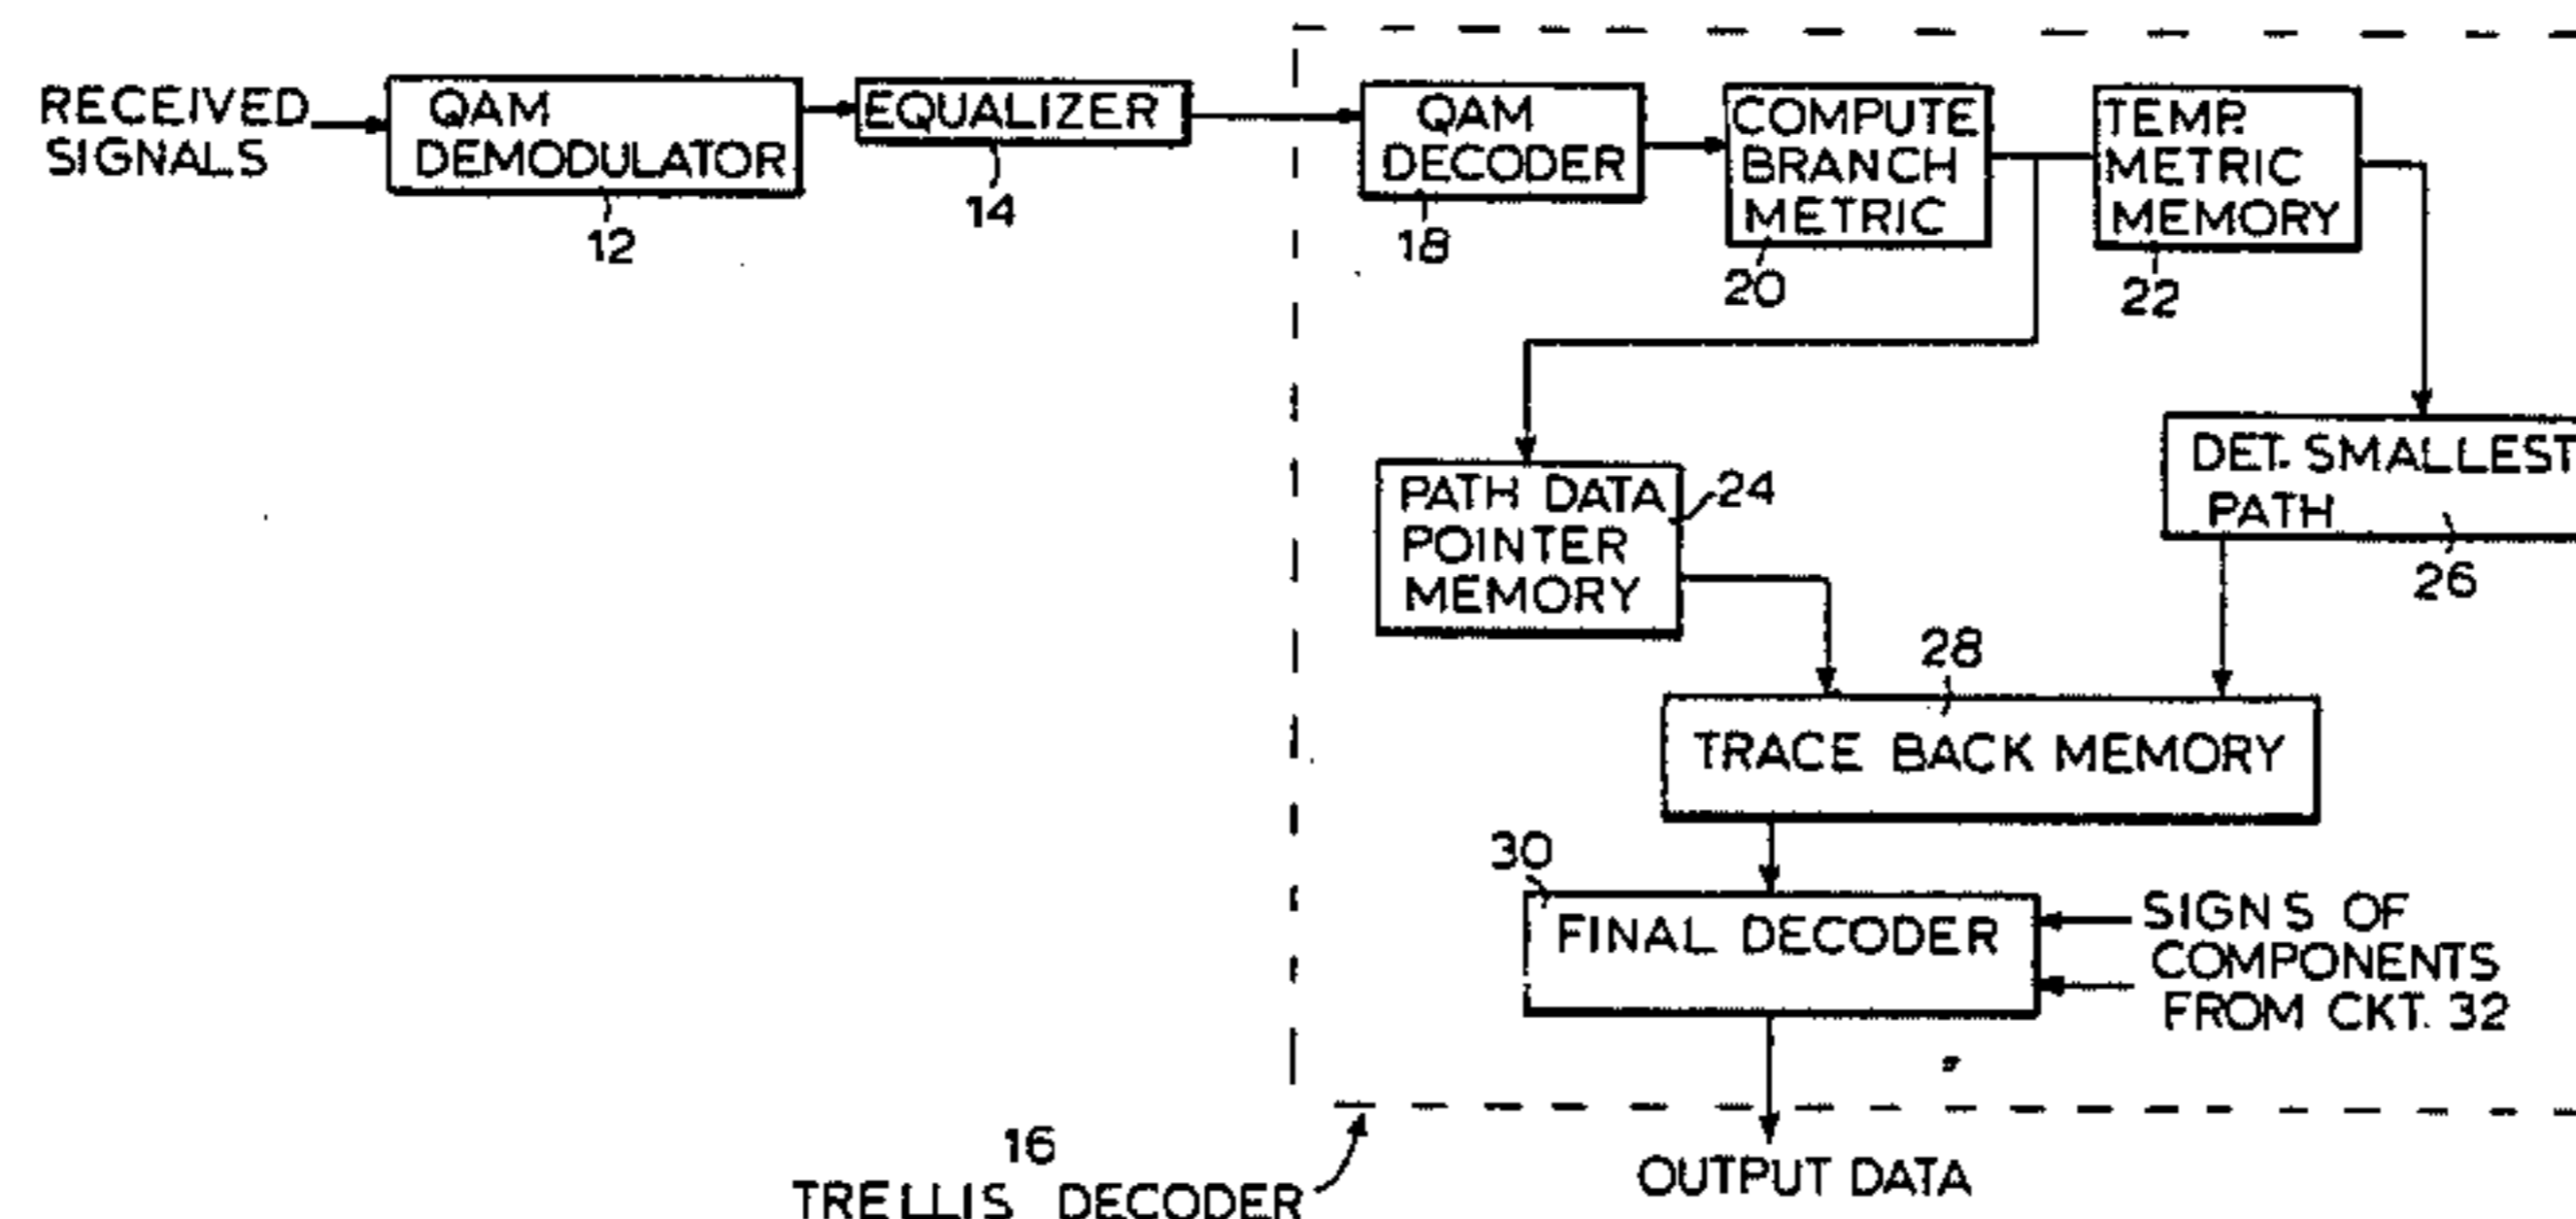 RECEIVED
SIGNALS
QAM
DEMODULATOR
12
EQUALIZER
14
QAM
DECODER
18
COMPUTE
BRANCH
METRIC
20
TEMP.
METRIC
MEMORY
22
PATH DATA
POINTER
MEMORY
24
DET. SMALLEST
PATH
26
28
TRACE BACK MEMORY
30
FINAL DECODER
SIGNS OF
COMPONENTS
FROM CKT. 32
16
TRELLIS DECODER
OUTPUT DATA